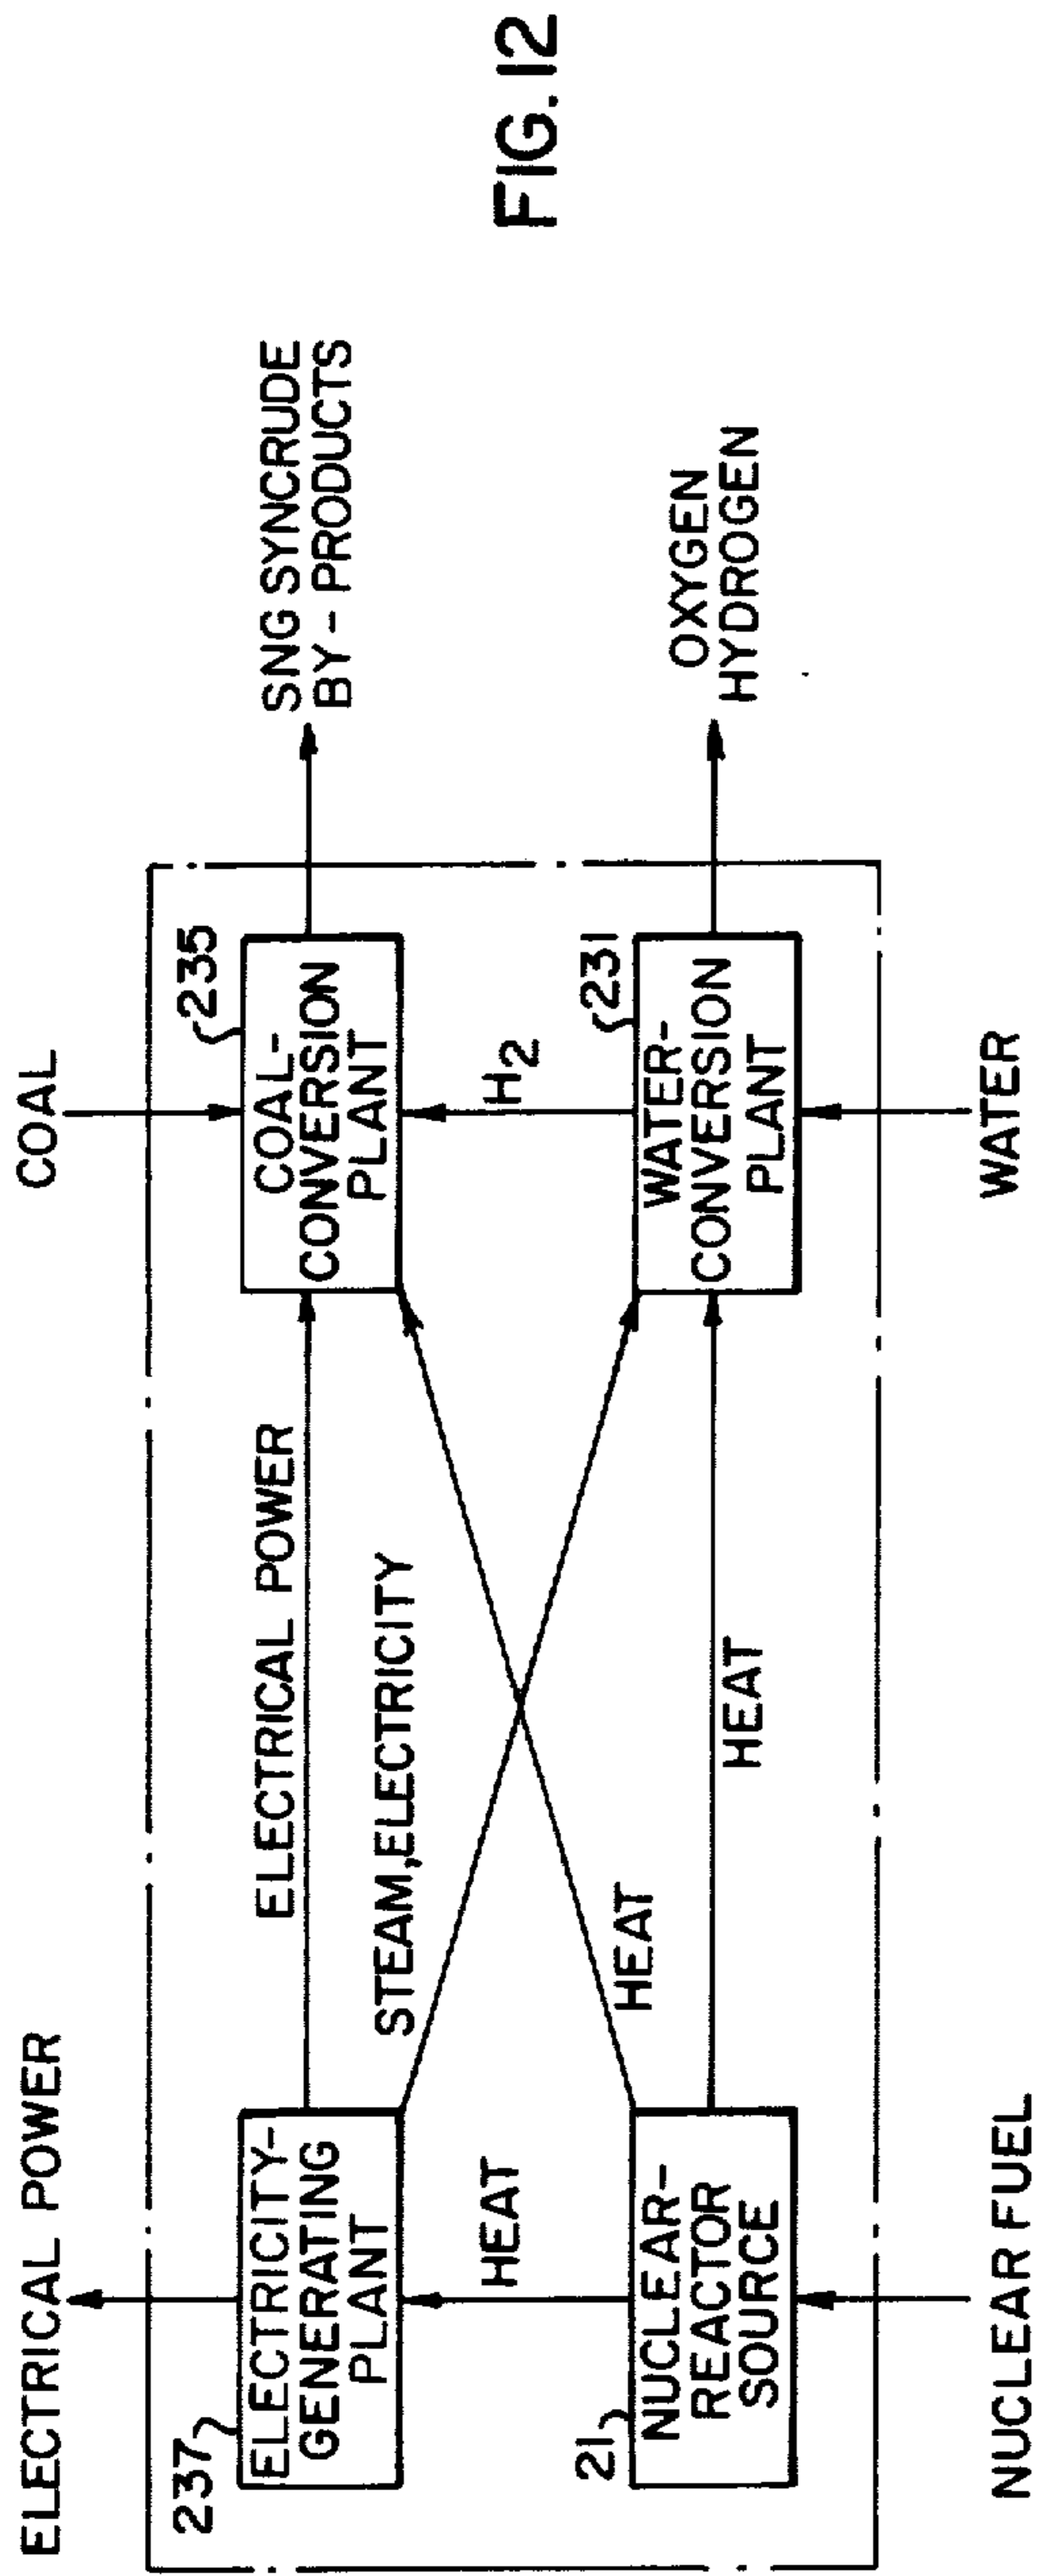 ELECTRICAL POWER
COAL
237
ELECTRICITY-
GENERATING
PLANT
ELECTRICAL POWER
235
COAL-
CONVERSION
PLANT
SNG SYNCRUDE
BY-PRODUCTS
STEAM, ELECTRICITY
HEAT
H2
HEAT
21
NUCLEAR-
REACTOR
SOURCE
HEAT
231
WATER-
CONVERSION
PLANT
OXYGEN
HYDROGEN
NUCLEAR FUEL
WATER
FIG. 12